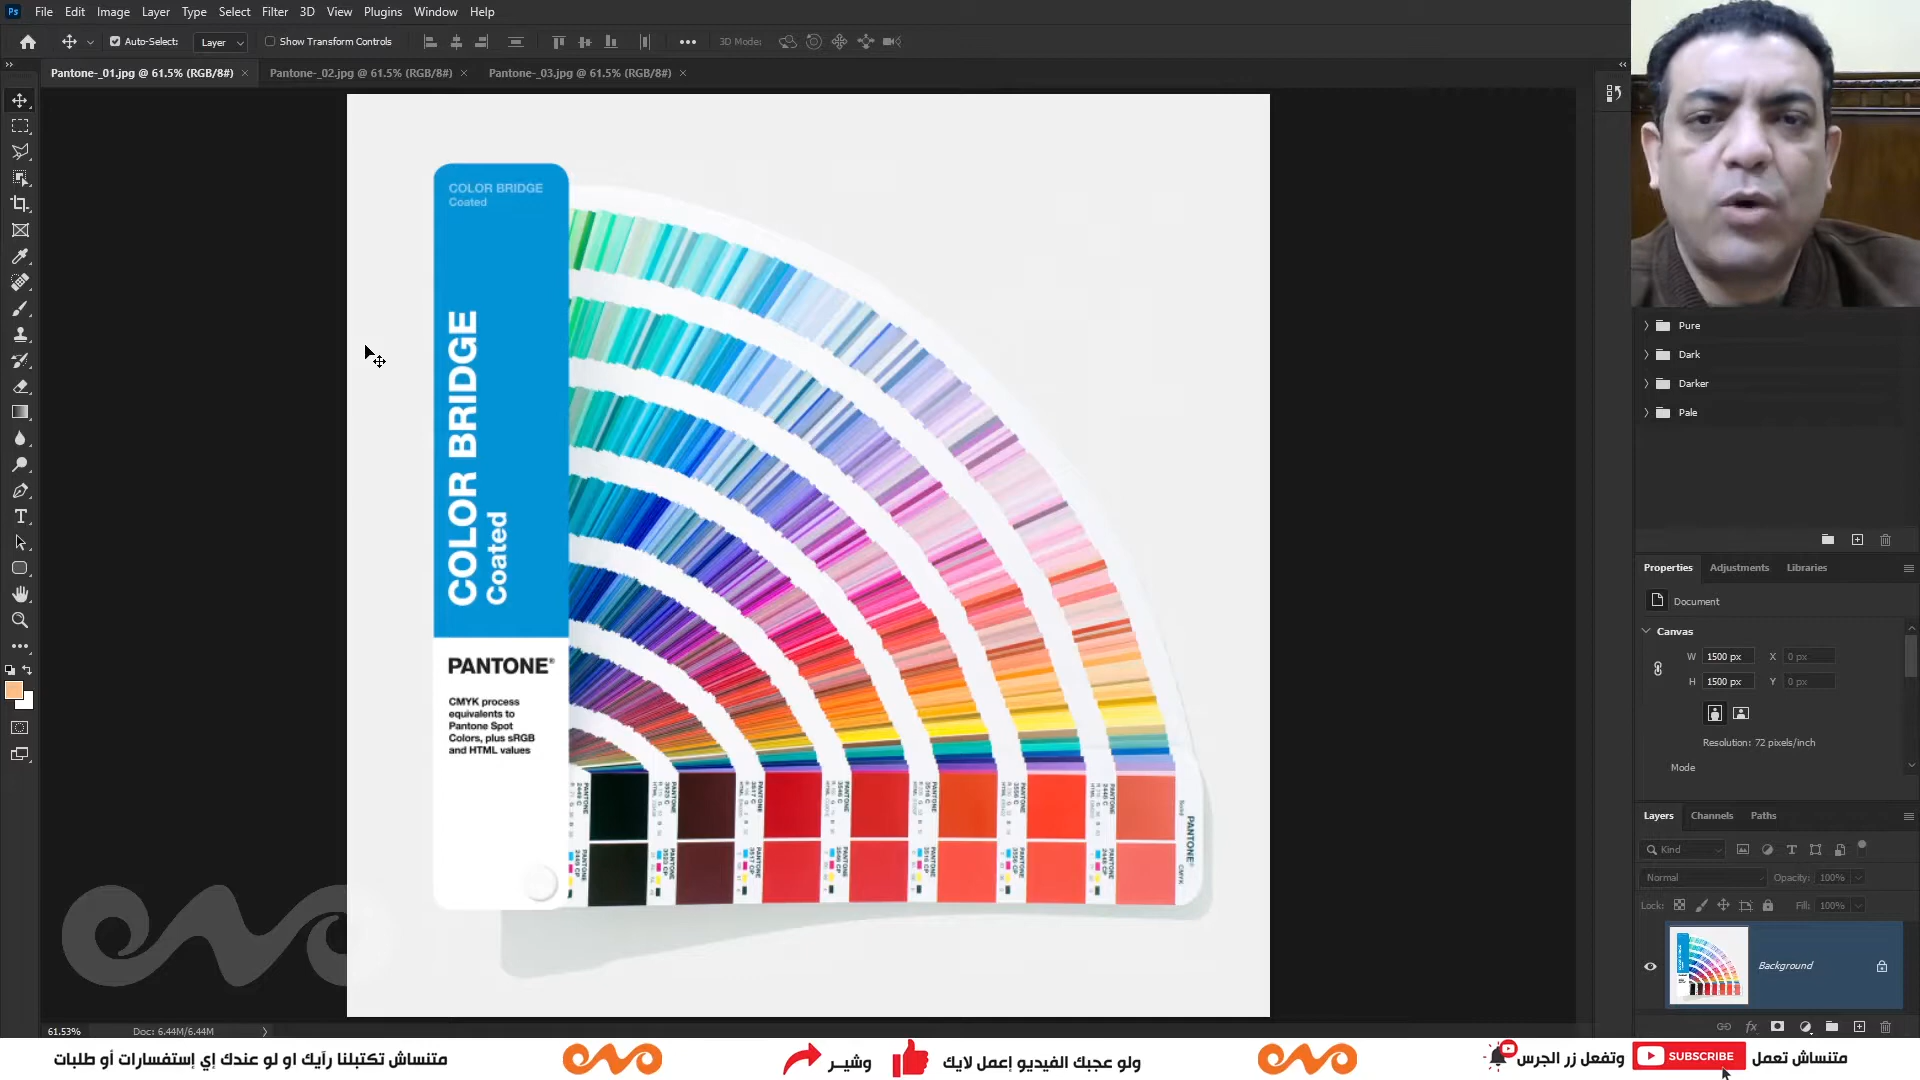 Ps File Edit Image Layer Type Select Filter 3D View Plugins Window Help
Auto-Select: Layer Show Transform Controls 3D Mode:
Pantone-_01.jpg @ 61.5% (RGB/8#) × Pantone-_02.jpg @ 61.5% (RGB/8#) × Pantone-_03.jpg @ 61.5% (RGB/8#) ×
COLOR BRIDGE
Coated
COLOR BRIDGE
Coated
PANTONE®
CMYK process
equivalents to
Pantone Spot
Colors, plus sRGB
and HTML values
PANTONE®
CMYK
Pure
Dark
Darker
Pale
Properties Adjustments Libraries
Document
Canvas
W 1500 px X 0 px
H 1500 px Y 0 px
Resolution: 72 pixels/inch
Mode
Layers Channels Paths
Kind
Normal Opacity: 100%
Lock: Fill: 100%
Background
61.53% Doc: 6.44M/6.44M
متنساش تعمل SUBSCRIBE وتفعل زر الجرس
ولو عجبك الفيديو إعمل لايك
وشير
متنساش تكتبلنا رآيك او لو عندك إي إستفسارات أو طلبات